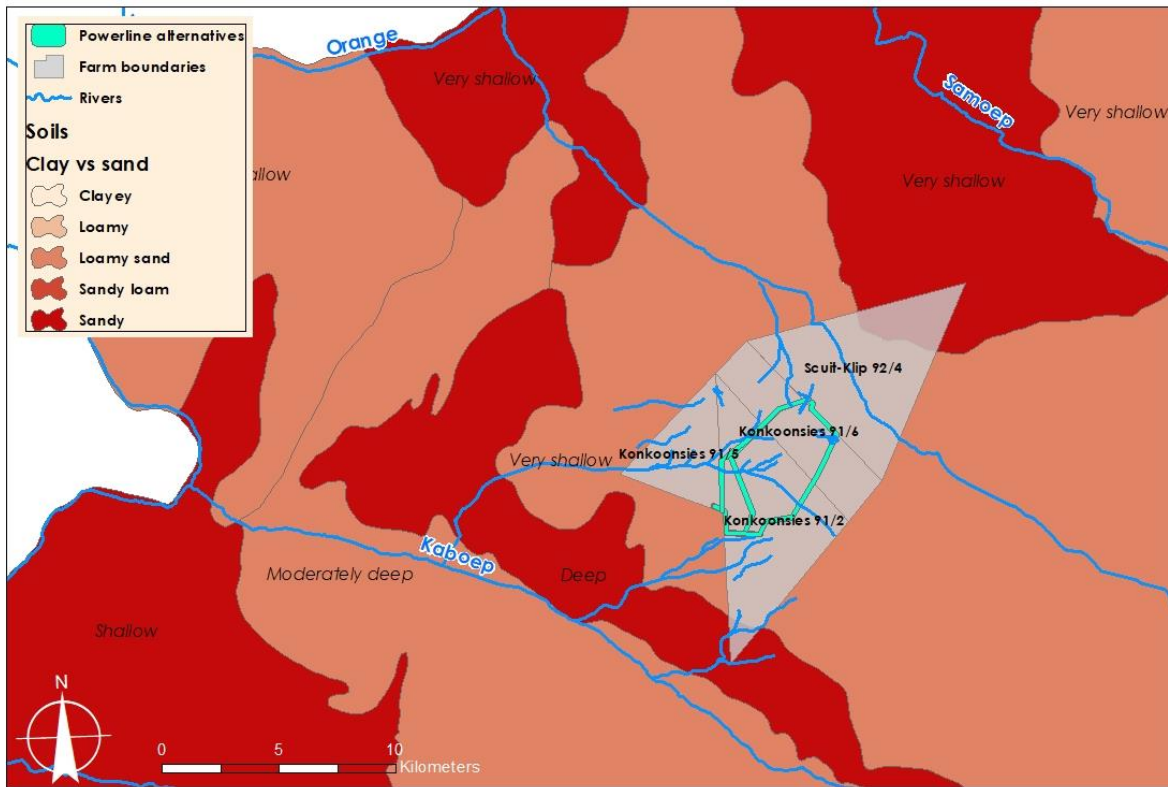 Powerline alternatives
Farm boundaries
Rivers
Soils
Clay vs sand
Clayey
Loamy
Loamy sand
Sandy loam
Sandy
Orange
Very shallow
Samoep
Very shallow
Very shallow
allow
Scuit-Klip 92/4
Konkoonsies 91/6
Konkoonsies 91/5
Very shallow
Konkoonsies 91/2
Kaboep
Moderately deep
Deep
Shallow
N
0 5 10
Kilometers